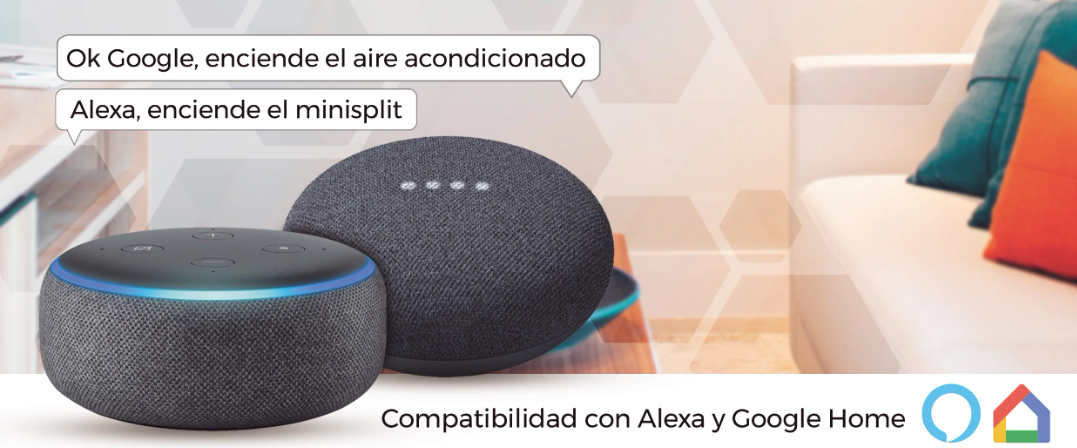 Ok Google, enciende el aire acondicionado
Alexa, enciende el minisplit
Compatibilidad con Alexa y Google Home